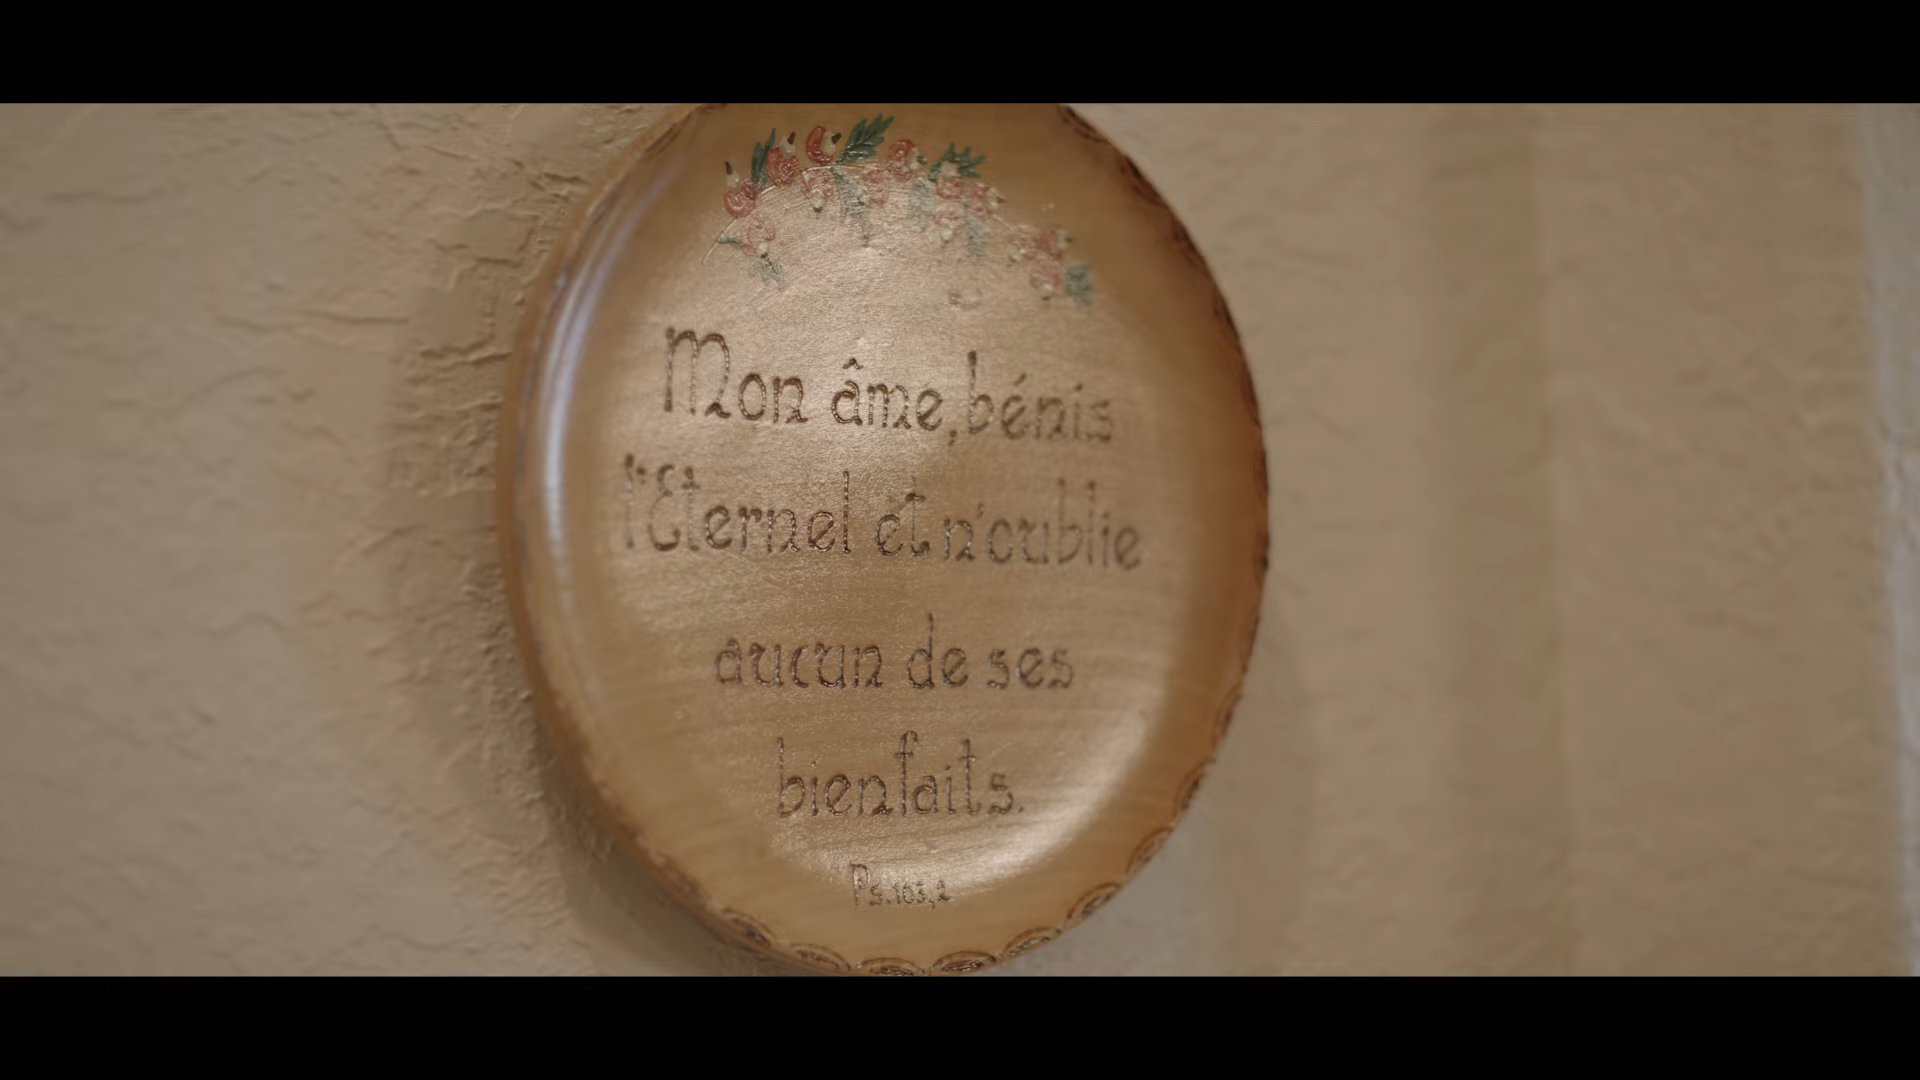 Mon âme, bénis
l'Eternel et n'oublie
aucun de ses
bienfaits.
Ps.103,2